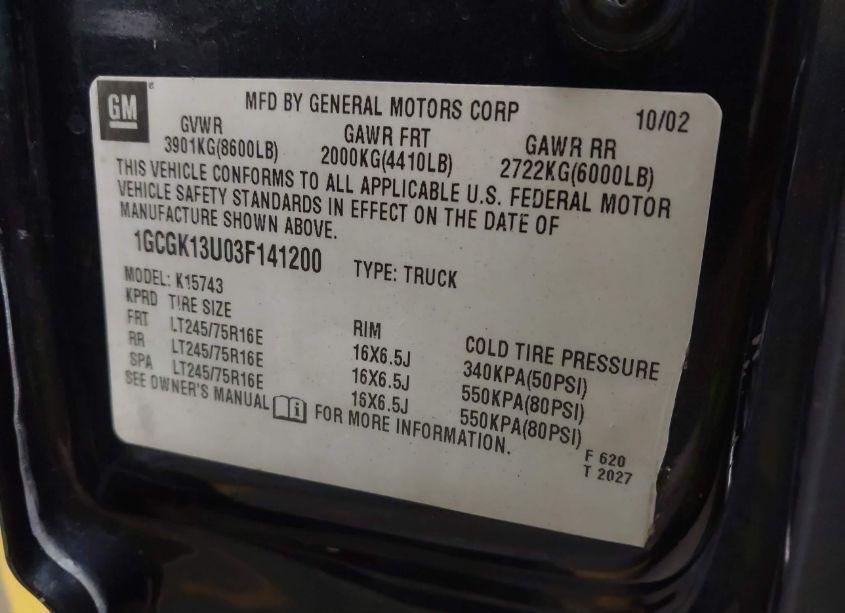 GM
MFD BY GENERAL MOTORS CORP 10/02
GVWR GAWR FRT GAWR RR
3901KG(8600LB) 2000KG(4410LB) 2722KG(6000LB)
THIS VEHICLE CONFORMS TO ALL APPLICABLE U.S. FEDERAL MOTOR
VEHICLE SAFETY STANDARDS IN EFFECT ON THE DATE OF
MANUFACTURE SHOWN ABOVE.
1GCGK13U03F141200 TYPE: TRUCK
MODEL: K15743
KPRD TIRE SIZE RIM COLD TIRE PRESSURE
FRT LT245/75R16E 16X6.5J 340KPA(50PSI)
RR LT245/75R16E 16X6.5J 550KPA(80PSI)
SPA LT245/75R16E 16X6.5J 550KPA(80PSI)
SEE OWNER'S MANUAL i FOR MORE INFORMATION.
F 620
T 2027